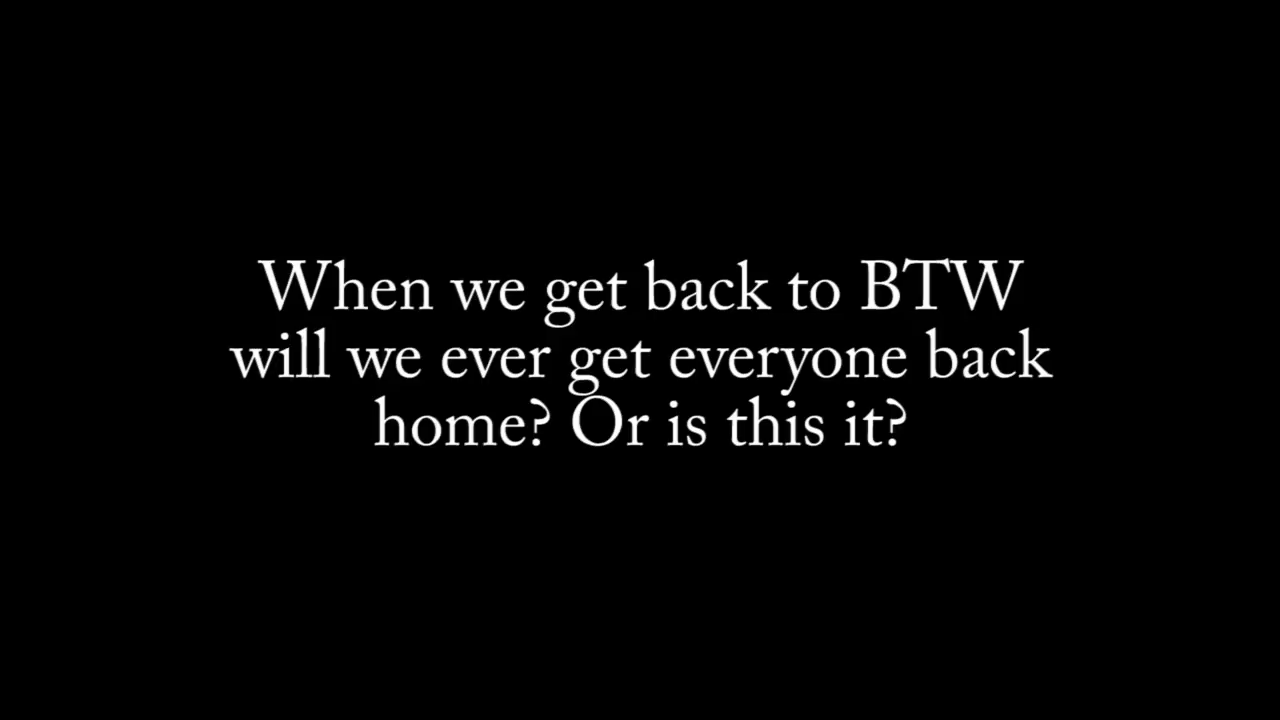 When we get back to BTW
will we ever get everyone back
home? Or is this it?